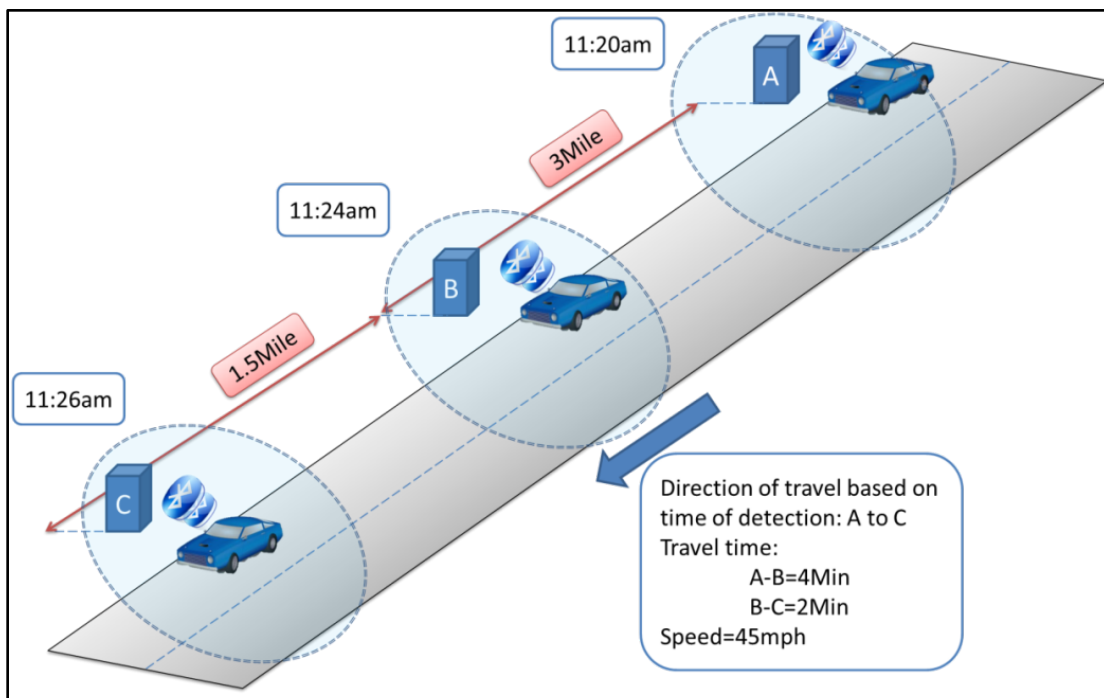 11:20am
A
3Mile
11:24am
B
1.5Mile
11:26am
C
Direction of travel based on
time of detection: A to C
Travel time:
A-B=4Min
B-C=2Min
Speed=45mph